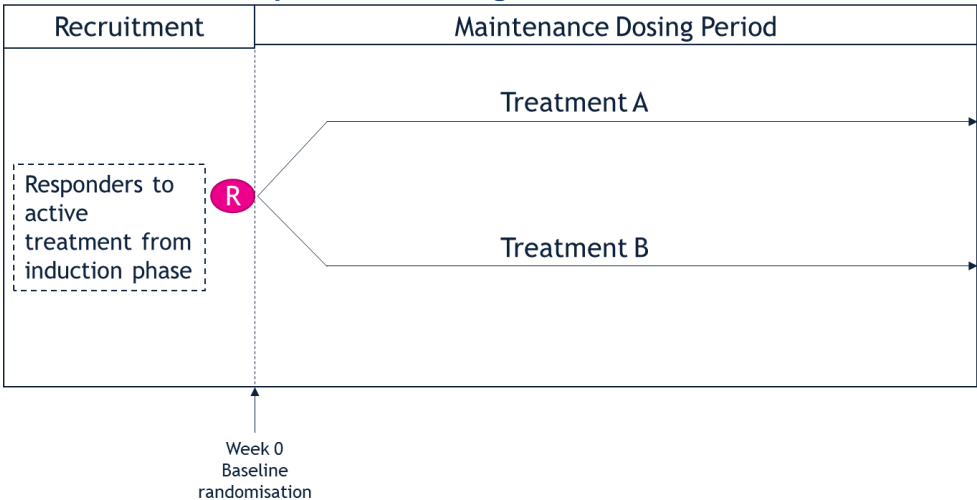 Recruitment
Maintenance Dosing Period
Treatment A
Responders to
active
treatment from
induction phase
R
Treatment B
Week 0
Baseline
randomisation